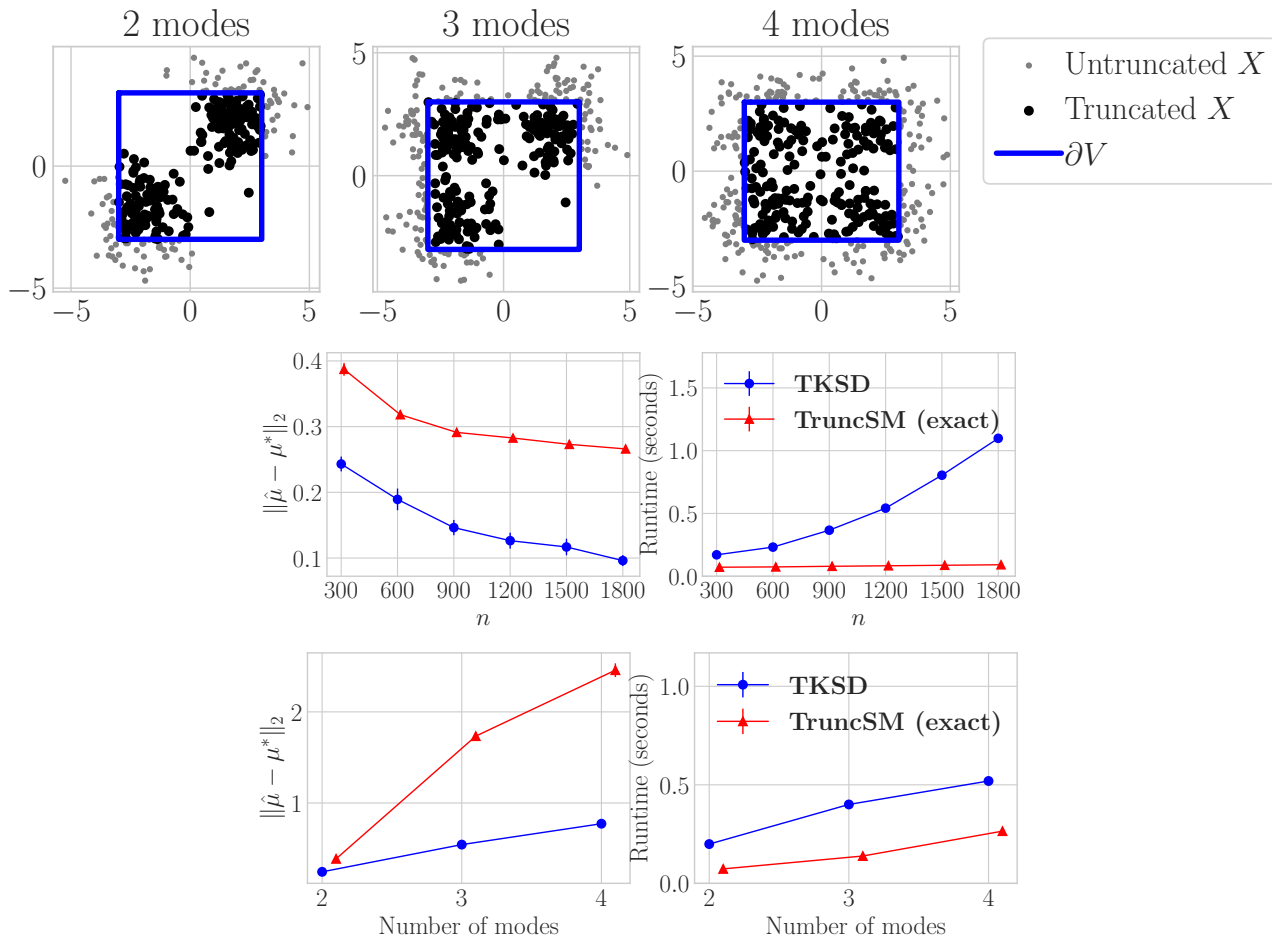 2 modes
3 modes
4 modes
Untruncated X
Truncated X
∂V
0
−5
−5
0
5
5
0
−5
0
5
5
0
−5
−5
0
5
0.4
0.3
0.2
0.1
‖μ̂ − μ*‖₂
300
600
900
1200
1500
1800
n
1.5
1.0
0.5
0.0
Runtime (seconds)
TKSD
TruncSM (exact)
300
600
900
1200
1500
1800
n
2
1
‖μ̂ − μ*‖₂
2
3
4
Number of modes
1.0
0.5
0.0
Runtime (seconds)
TKSD
TruncSM (exact)
2
3
4
Number of modes